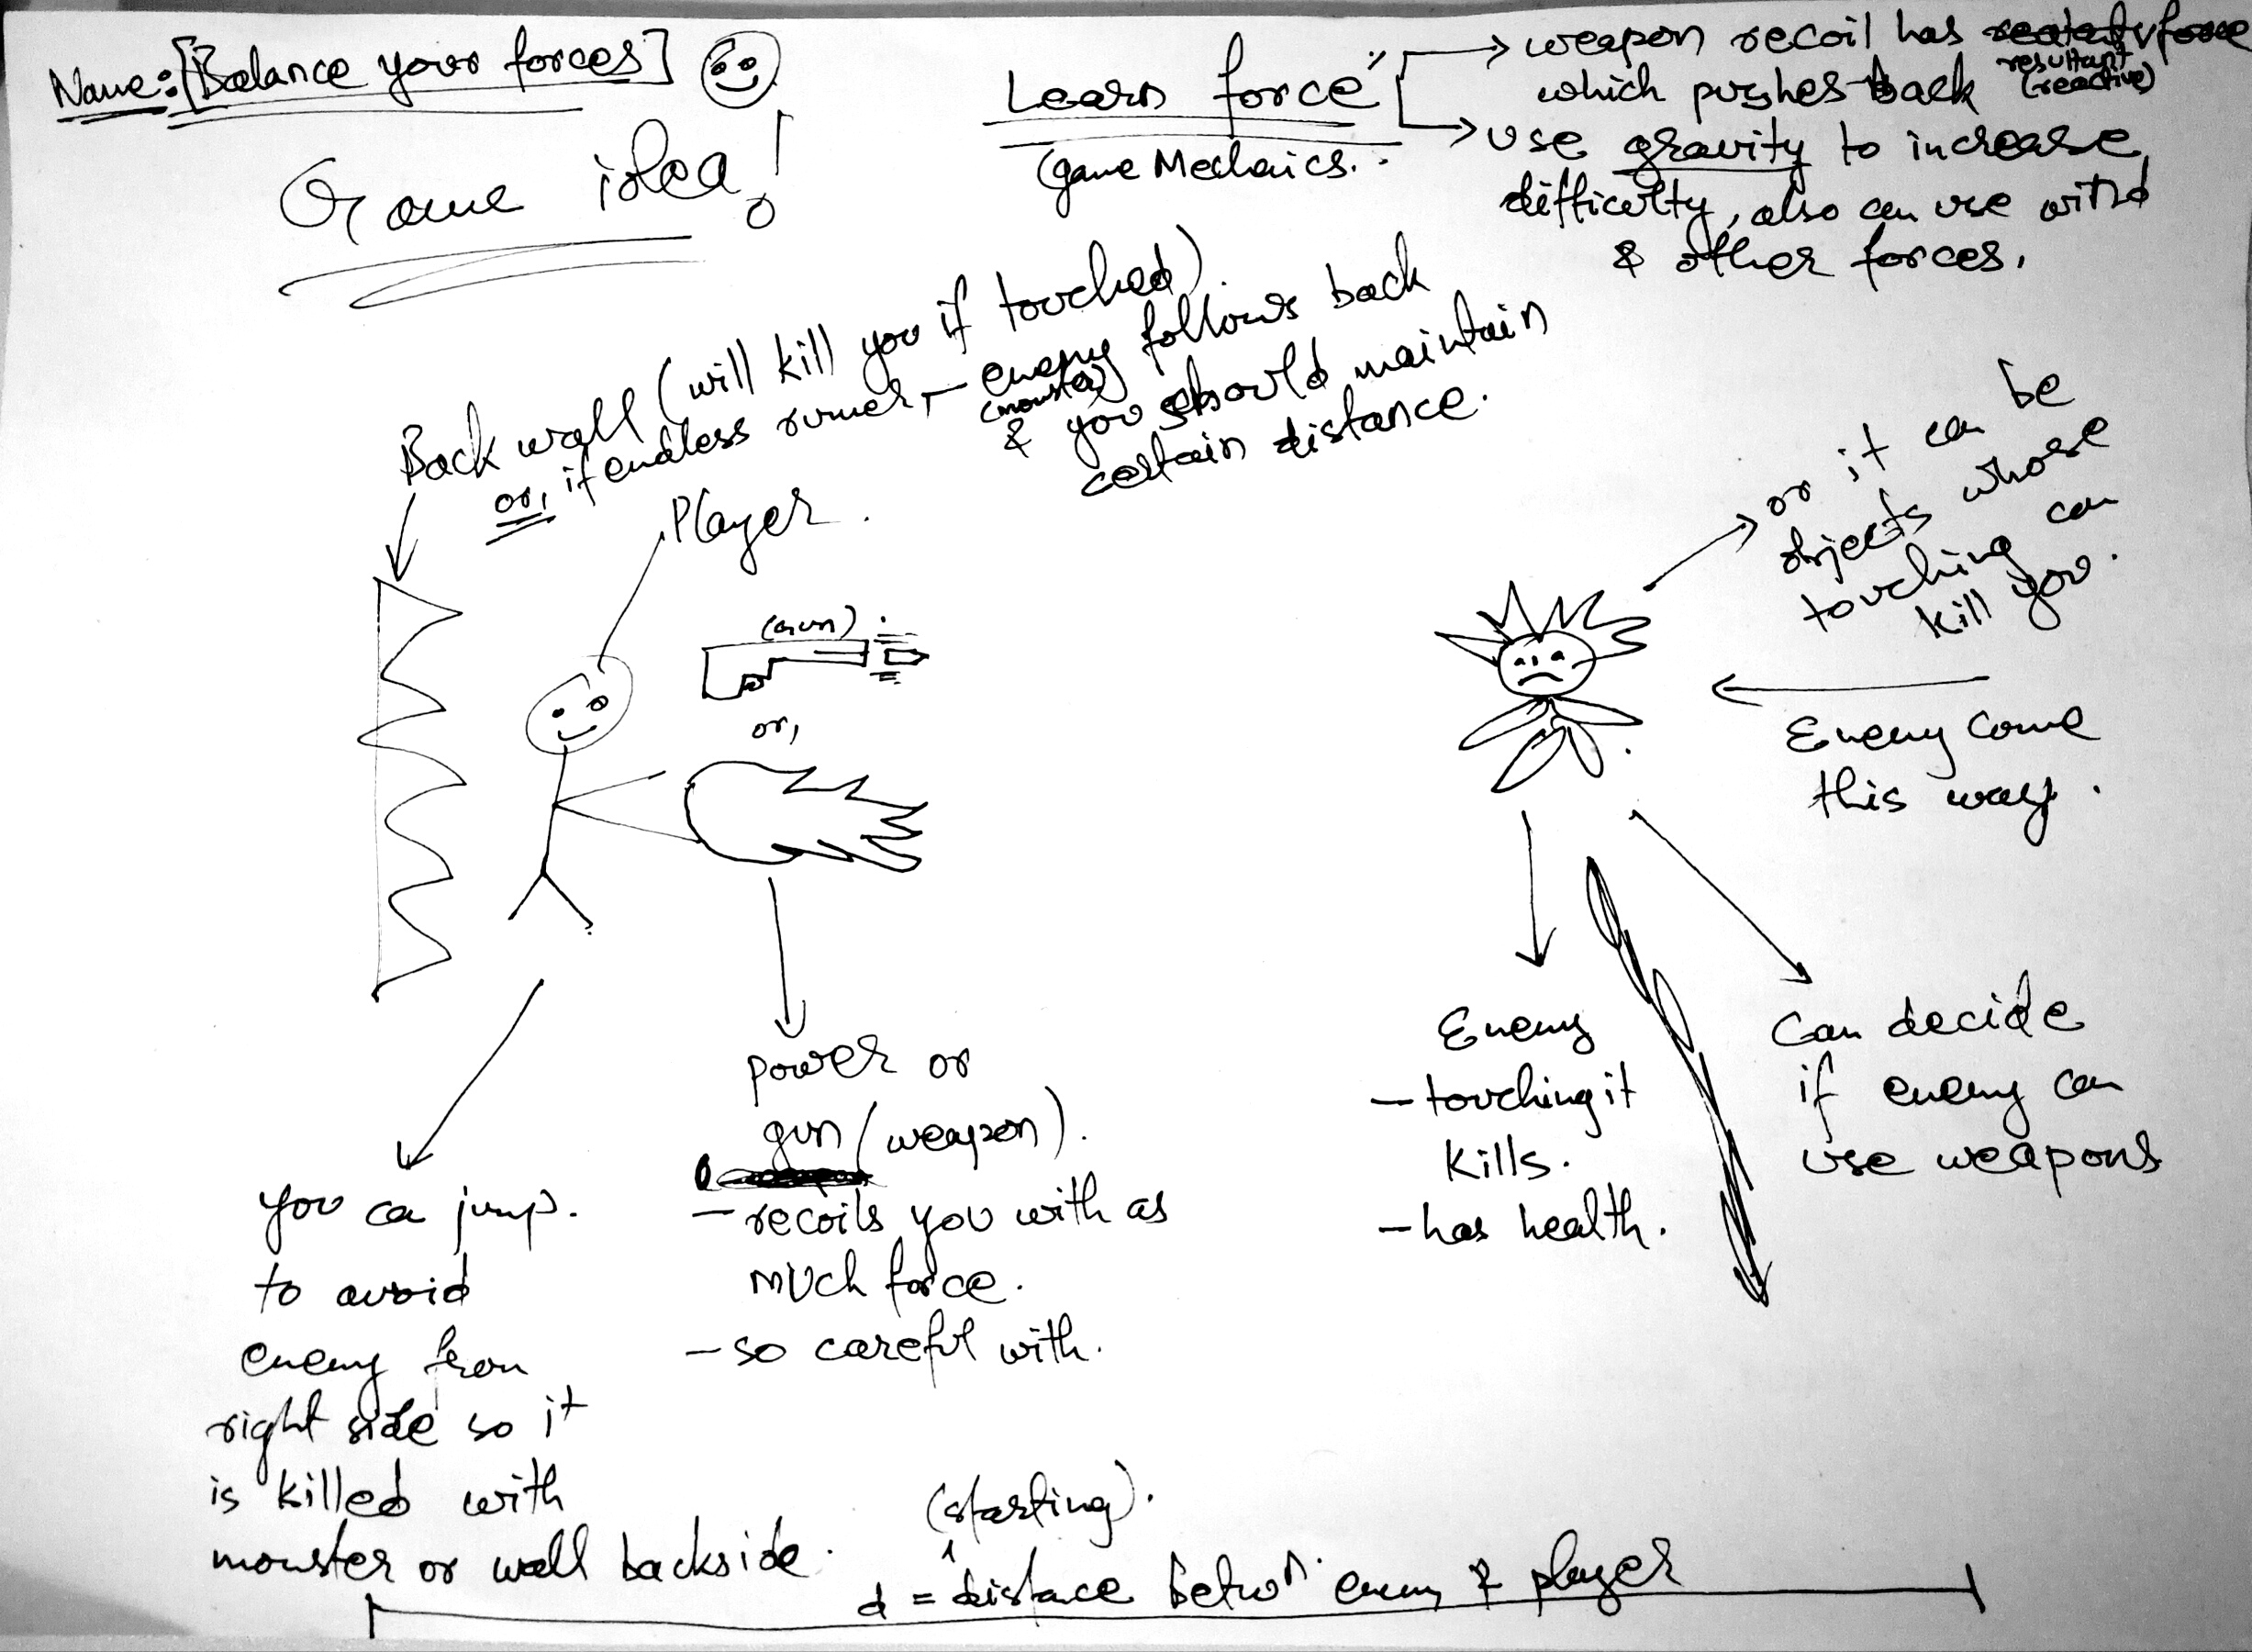 Name: [Balance your forces]
Game idea!
Learn force
(game Mechaics.
weapon recoil has force
resultant
which pushes back (reactive)
use gravity to increase
difficulty, also can use wind
& other forces.
Back wall (will kill you if touched).
or, if endless runner, – enemy follows back
(monster)
& you should maintain
certain distance.
Player.
(Gun)
or,
or it can be
objects whose
touching can
kill you.
Enemy come
this way.
you ca jump.
to avoid
enemy from
right side so it
is killed with
monster or wall backside.
power or
gun (weapon).
– recoils you with as
much force.
– so careful with.
Enemy
– touching it
kills.
– has health.
Can decide
if enemy can
use weapons
(starting).
d = distace betwn enemy & player